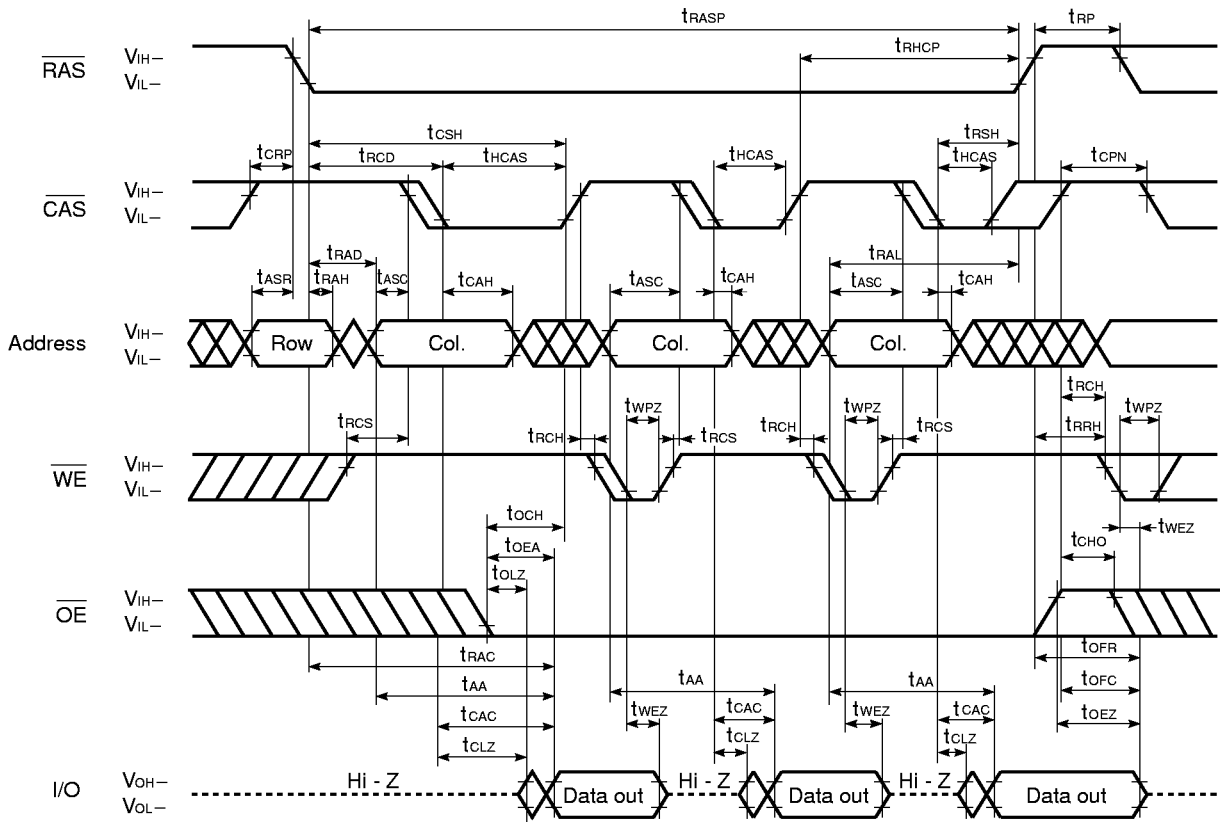 tRASP tRP
tRHCP
RAS VIH–
VIL–
tCSH tRSH
tCRP tRCD tHCAS tHCAS tHCAS tCPN
CAS VIH–
VIL–
tRAD tRAL
tASR tRAH tASC tCAH tASC tCAH tASC tCAH
Address VIH– Row Col. Col. Col.
VIL–
tRCH
tRCS tWPZ tWPZ tWPZ
tRCH tRCS tRCH tRCS tRRH
WE VIH–
VIL–
tOCH tWEZ
tOEA tCHO
tOLZ
OE VIH–
VIL–
tRAC tOFR
tAA tAA tAA tOFC
tCAC tWEZ tCAC tWEZ tCAC tOEZ
tCLZ tCLZ tCLZ
I/O VOH– Hi - Z Hi - Z Hi - Z
VOL– Data out Data out Data out